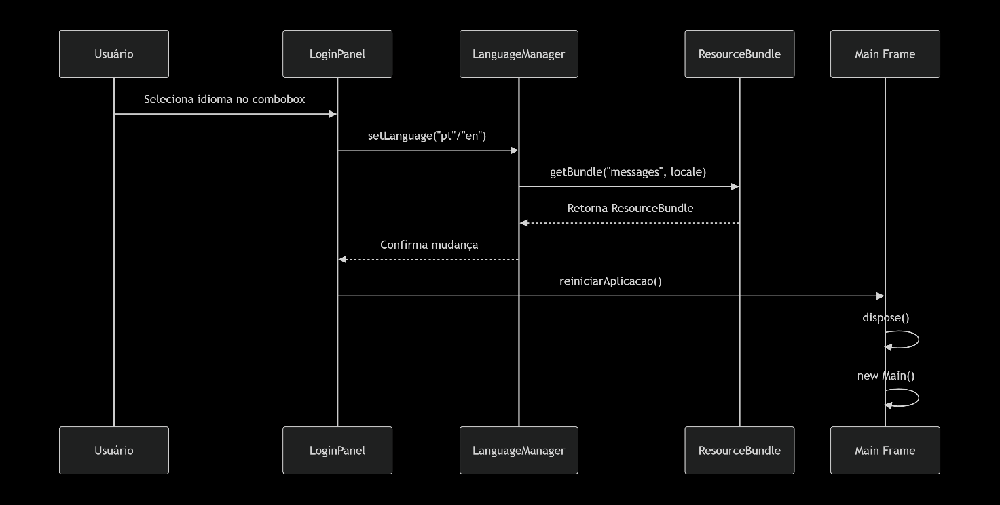 Usuário
LoginPanel
LanguageManager
ResourceBundle
Main Frame
Seleciona idioma no combobox
setLanguage("pt"/"en")
getBundle("messages", locale)
Retorna ResourceBundle
Confirma mudança
reiniciarAplicacao()
dispose()
new Main()
Usuário
LoginPanel
LanguageManager
ResourceBundle
Main Frame